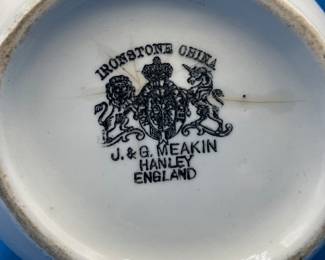 IRONSTONE CHINA
J. & G. MEAKIN
HANLEY
ENGLAND